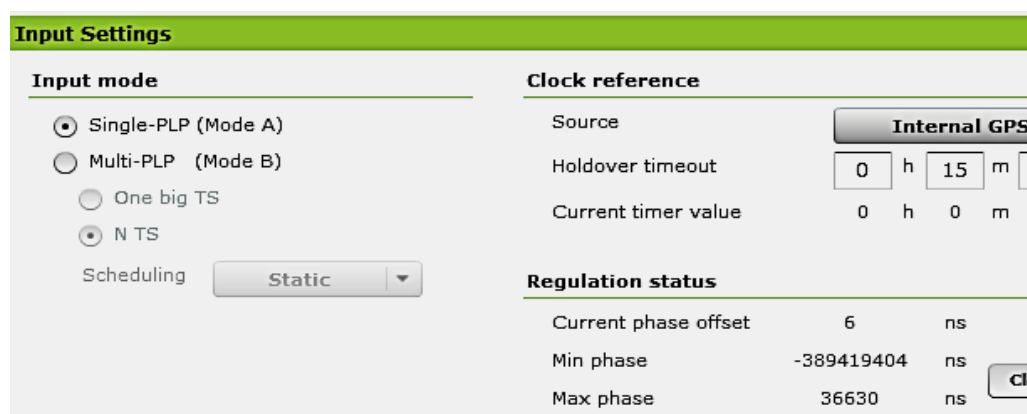 Input Settings
Input mode
Single-PLP (Mode A)
Multi-PLP (Mode B)
One big TS
N TS
Scheduling Static
Clock reference
Source Internal GPS
Holdover timeout 0 h 15 m
Current timer value 0 h 0 m
Regulation status
Current phase offset 6 ns
Min phase -389419404 ns
Max phase 36630 ns